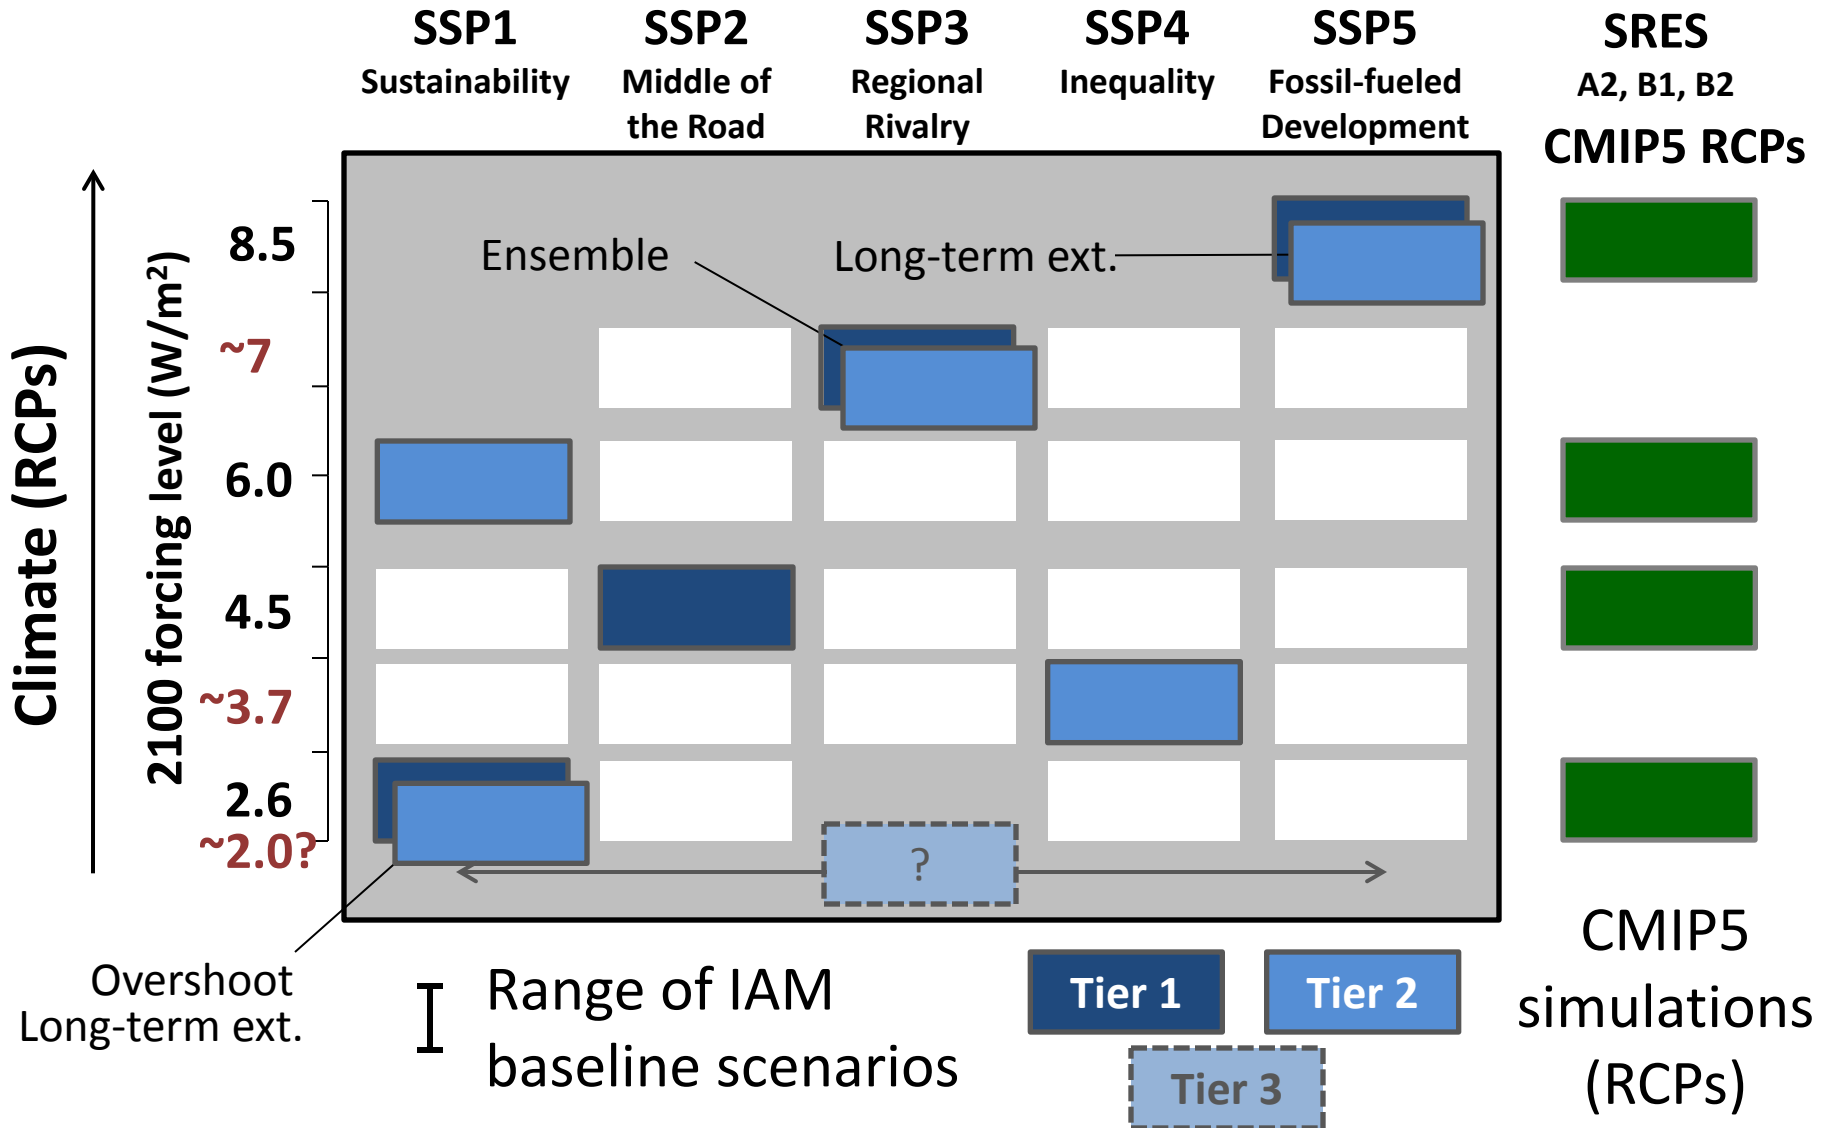 SSP1
Sustainability
SSP2
Middle of
the Road
SSP3
Regional
Rivalry
SSP4
Inequality
SSP5
Fossil-fueled
Development
SRES
A2, B1, B2
CMIP5 RCPs
Climate (RCPs)
2100 forcing level (W/m²)
8.5
~7
6.0
4.5
~3.7
2.6
~2.0?
Ensemble
Long-term ext.
?
Overshoot
Long-term ext.
Range of IAM
baseline scenarios
Tier 1
Tier 2
Tier 3
CMIP5
simulations
(RCPs)